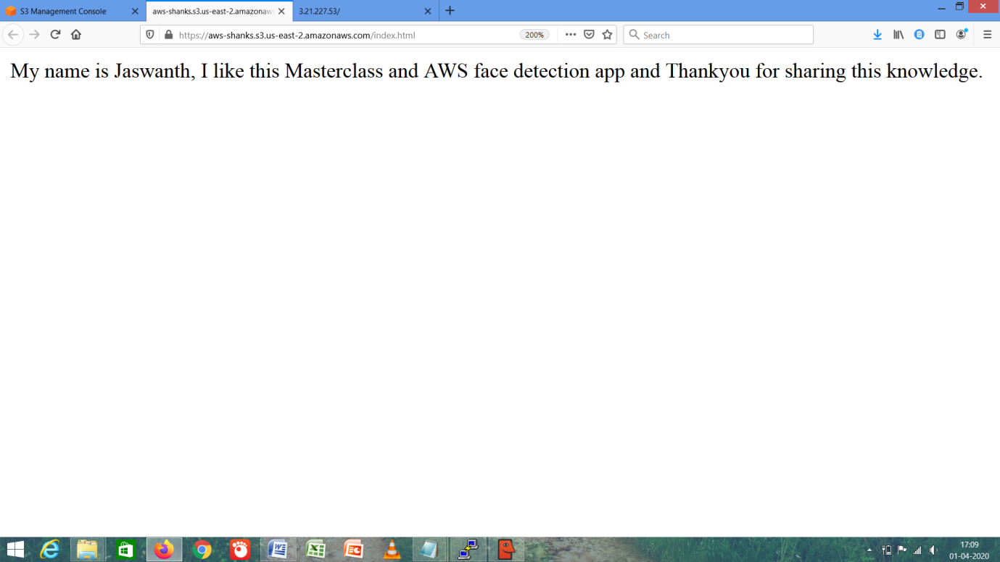 S3 Management Console
aws-shanks.s3.us-east-2.amazonaws
3.21.227.53/
https://aws-shanks.s3.us-east-2.amazonaws.com/index.html
200%
Search
My name is Jaswanth, I like this Masterclass and AWS face detection app and Thankyou for sharing this knowledge.
17:09
01-04-2020